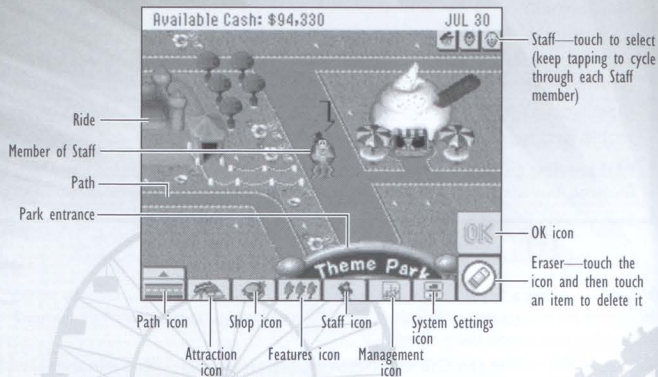 Available Cash: $94,330 JUL 30
Staff—touch to select
(keep tapping to cycle
through each Staff
member)
Ride
Member of Staff
Path
Park entrance
OK
OK icon
Theme Park
Eraser—touch the
icon and then touch
an item to delete it
Path icon
Shop icon
Staff icon
System Settings
icon
Attraction
icon
Features icon
Management
icon